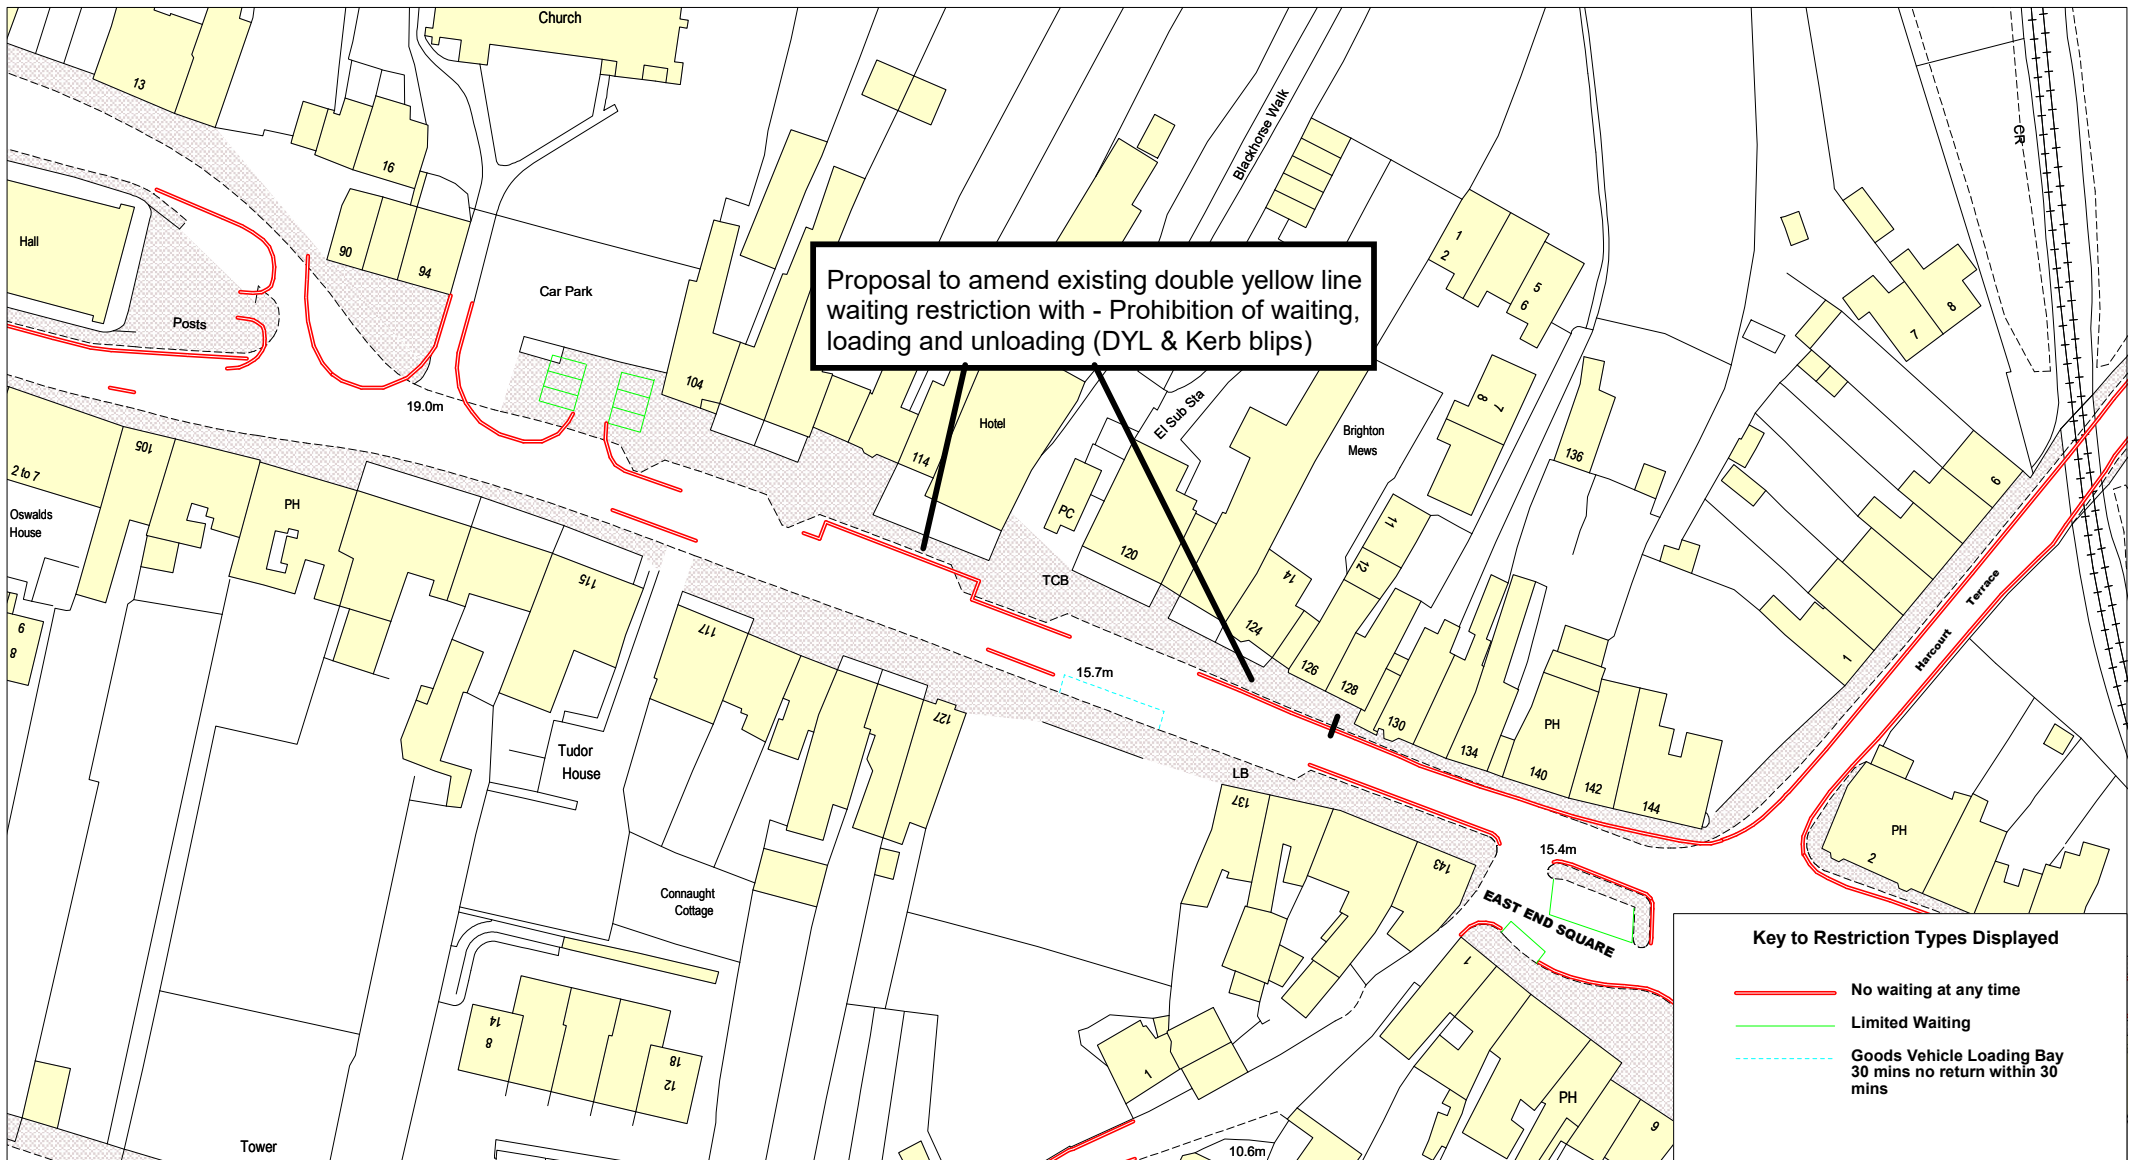 Church
13
16
Blackhorse Walk
CR
Hall
90
94
Posts
Car Park
Proposal to amend existing double yellow line
waiting restriction with - Prohibition of waiting,
loading and unloading (DYL & Kerb blips)
1
2
5
6
7
8
19.0m
104
114
Hotel
El Sub Sta
Brighton
Mews
8
7
136
6
105
2 to 7
Oswalds
House
PH
115
PC
120
TCB
11
12
14
124
126
128
130
134
PH
140
142
144
Harcourt
Terrace
1
9
8
117
127
15.7m
Tudor
House
LB
137
143
15.4m
EAST END SQUARE
PH
2
Connaught
Cottage
14
8
18
12
1
1
PH
9
Tower
10.6m
Key to Restriction Types Displayed
No waiting at any time
Limited Waiting
Goods Vehicle Loading Bay
30 mins no return within 30
mins